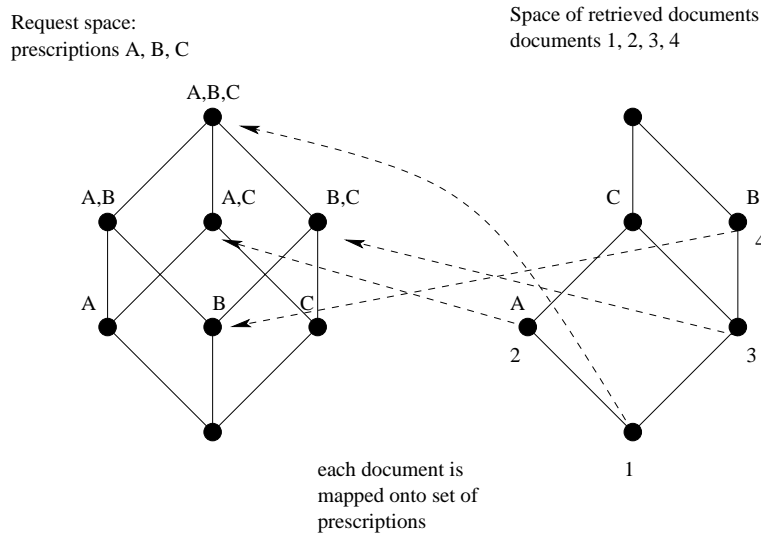 Request space:
prescriptions A, B, C
Space of retrieved documents
documents 1, 2, 3, 4
A,B,C
A,B
A,C
B,C
C
B
4
A
B
C
A
2
3
1
each document is
mapped onto set of
prescriptions